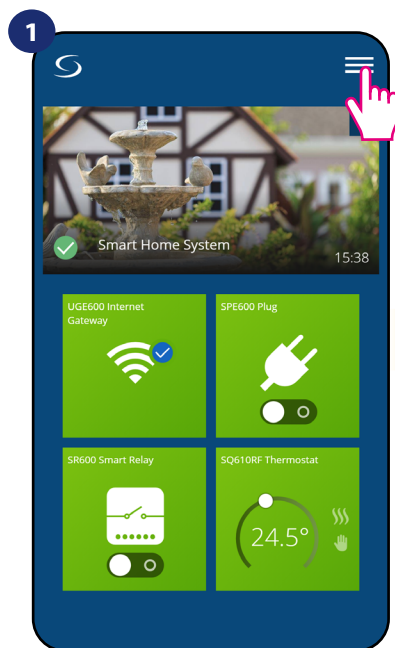 1
Smart Home System
15:38
UGE600 Internet
Gateway
SPE600 Plug
SR600 Smart Relay
SQ610RF Thermostat
24.5°